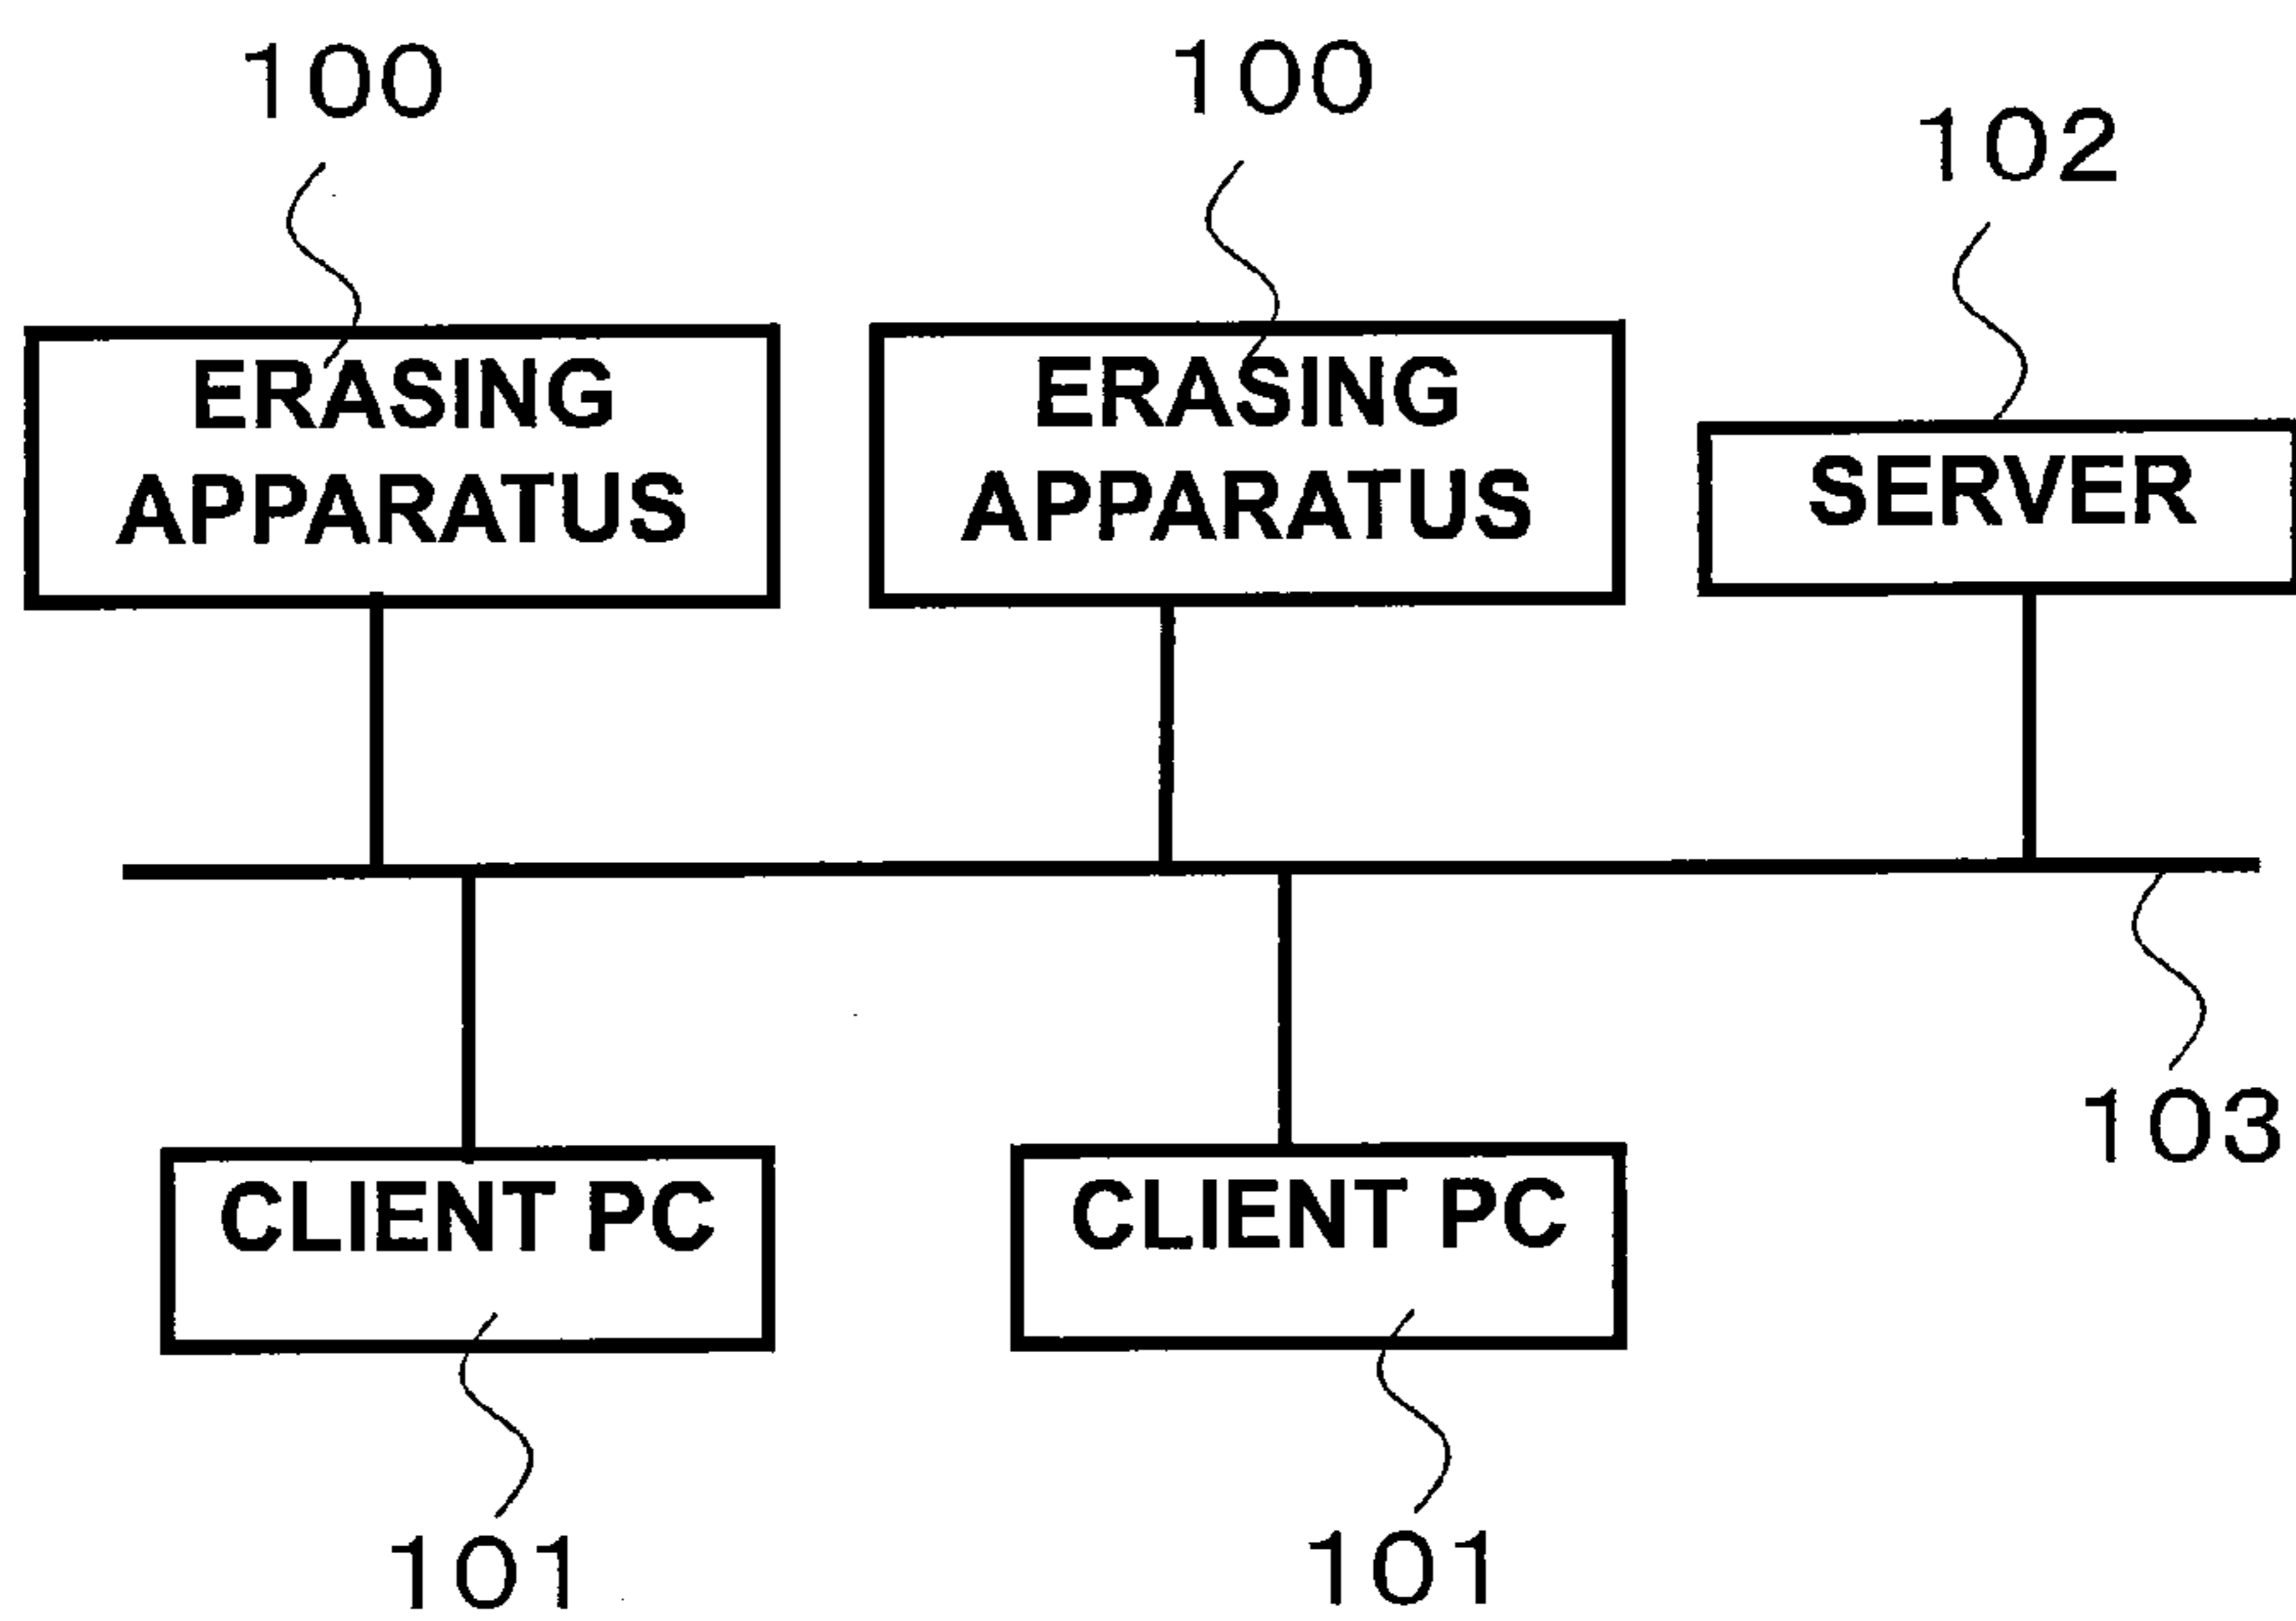 100
100
102
ERASING
APPARATUS
ERASING
APPARATUS
SERVER
103
CLIENT PC
CLIENT PC
101
101